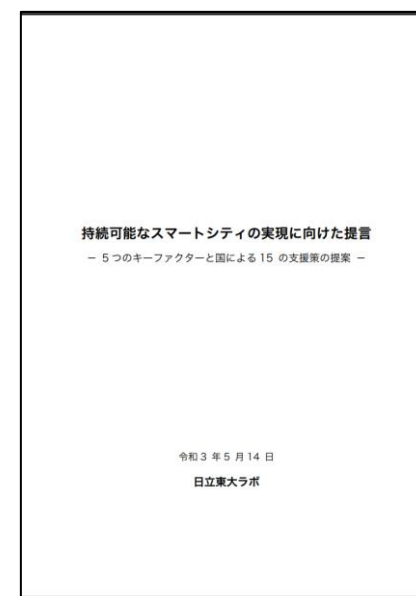 持続可能なスマートシティの実現に向けた提言
− 5つのキーファクターと国による15 の支援策の提案 −
令和3 年5 月14 日
日立東大ラボ